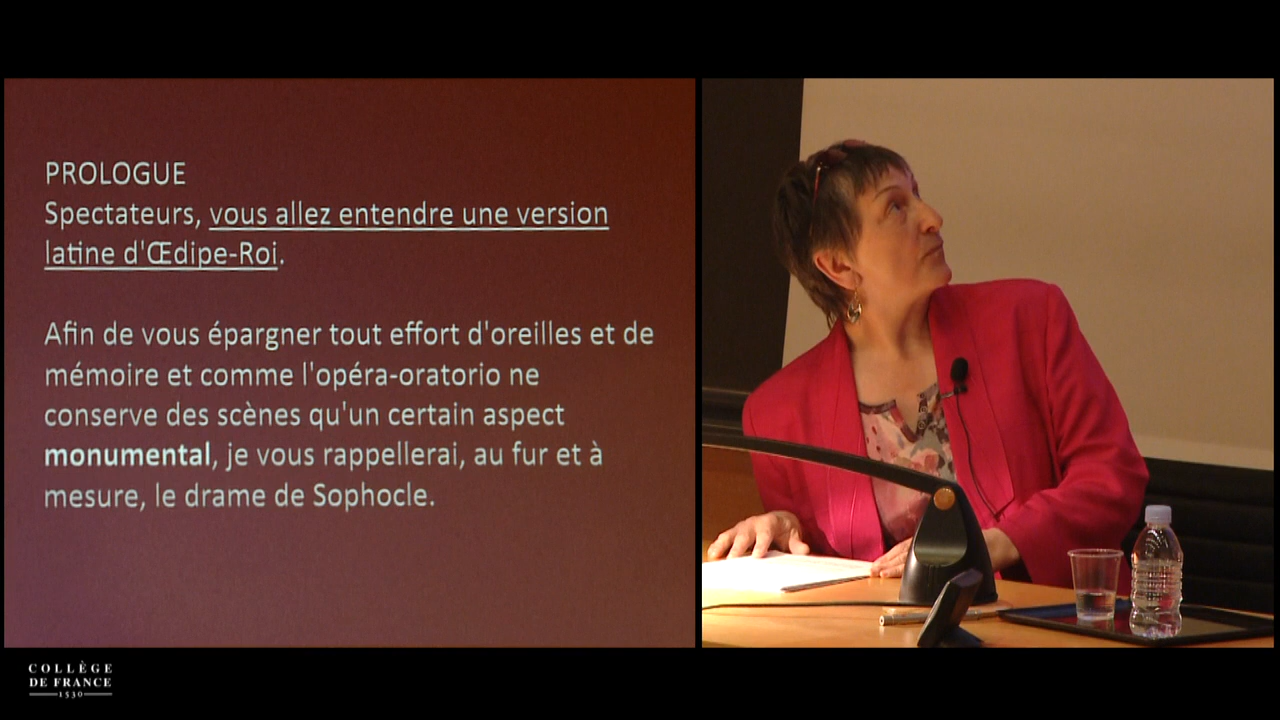 PROLOGUE
Spectateurs, vous allez entendre une version
latine d'Œdipe-Roi.
Afin de vous épargner tout effort d'oreilles et de
mémoire et comme l'opéra-oratorio ne
conserve des scènes qu'un certain aspect
monumental, je vous rappellerai, au fur et à
mesure, le drame de Sophocle.
COLLÈGE
DE FRANCE
1530